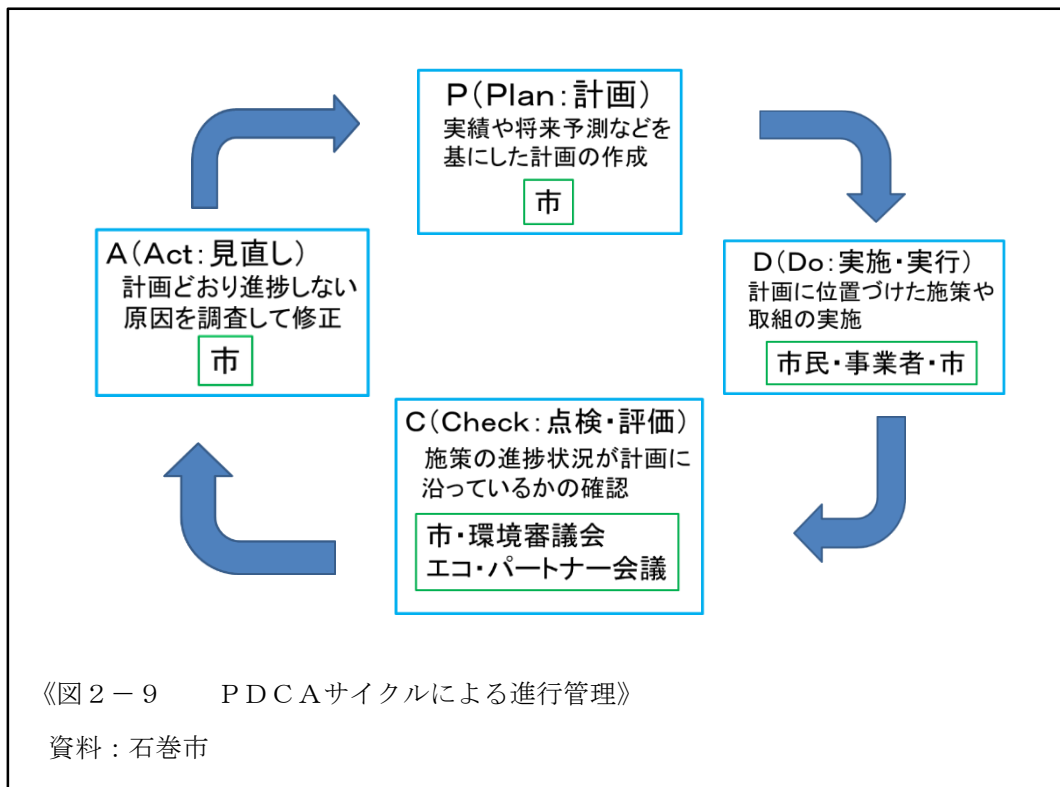 P(Plan:計画)
実績や将来予測などを
基にした計画の作成
市
D(Do:実施・実行)
計画に位置づけた施策や
取組の実施
市民・事業者・市
C(Check:点検・評価)
施策の進捗状況が計画に
沿っているかの確認
市・環境審議会
エコ・パートナー会議
A(Act:見直し)
計画どおり進捗しない
原因を調査して修正
市
《図2-9 PDCAサイクルによる進行管理》
資料:石巻市